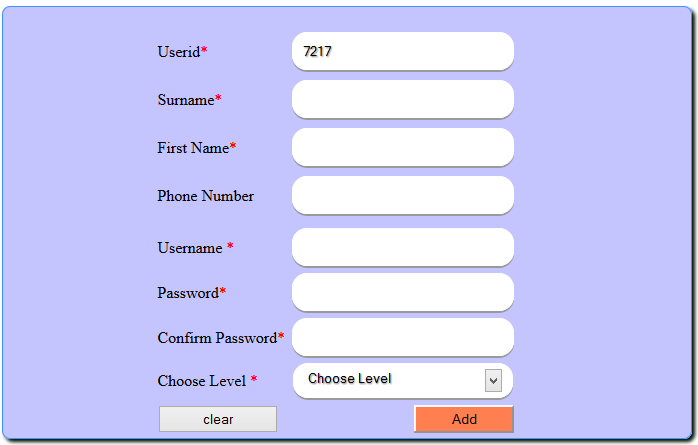 Userid* 7217
Surname*
First Name*
Phone Number
Username *
Password*
Confirm Password*
Choose Level * Choose Level
clear Add